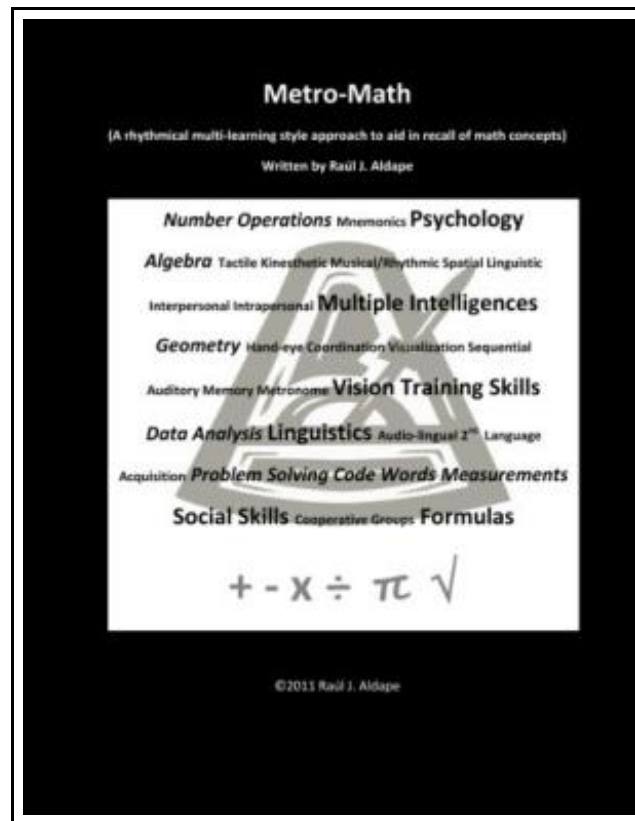 Metro-Math
(A rhythmical multi-learning style approach to aid in recall of math concepts)
Written by Raúl J. Aldape
Number Operations Mnemonics Psychology
Algebra Tactile Kinesthetic Musical/Rhythmic Spatial Linguistic
Interpersonal Intrapersonal Multiple Intelligences
Geometry Hand-eye Coordination Visualization Sequential
Auditory Memory Metronome Vision Training Skills
Data Analysis Linguistics Audio-lingual 2nd Language
Acquisition Problem Solving Code Words Measurements
Social Skills Cooperative Groups Formulas
+ - x ÷ π √
©2011 Raúl J. Aldape